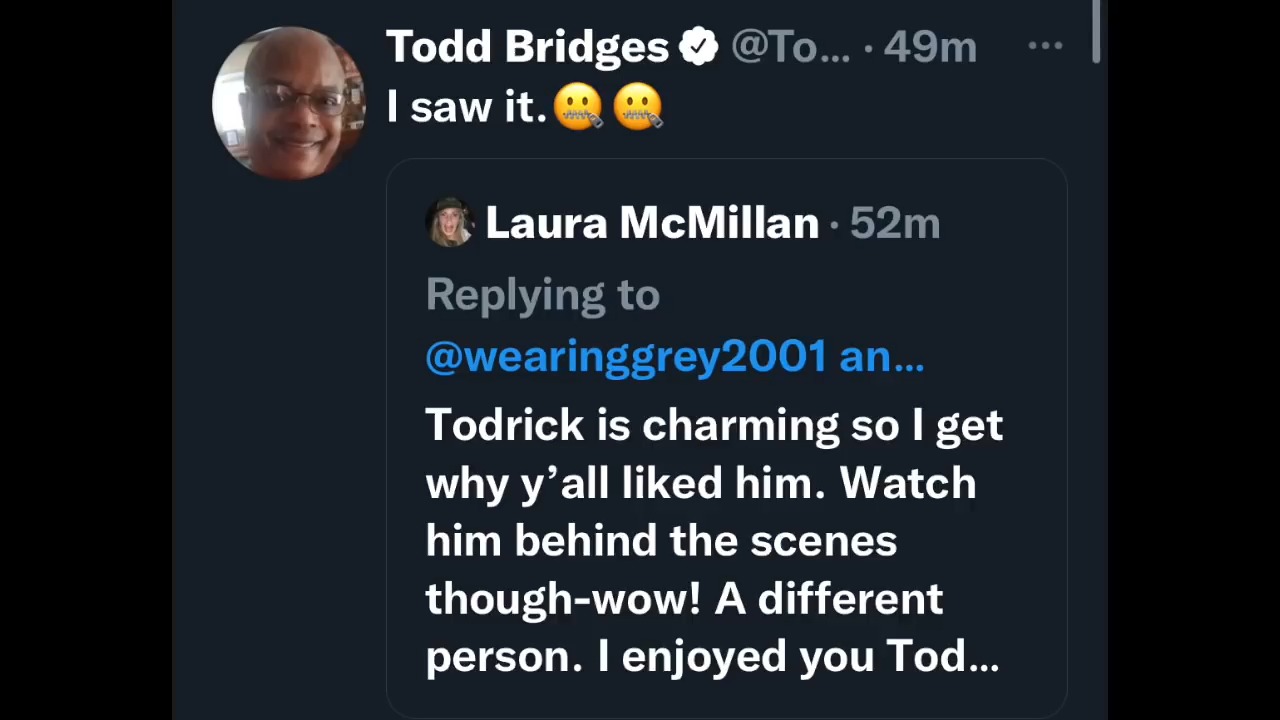 Todd Bridges @To... · 49m
I saw it.🤐🤐
Laura McMillan · 52m
Replying to
@wearinggrey2001 an...
Todrick is charming so I get
why y’all liked him. Watch
him behind the scenes
though-wow! A different
person. I enjoyed you Tod...